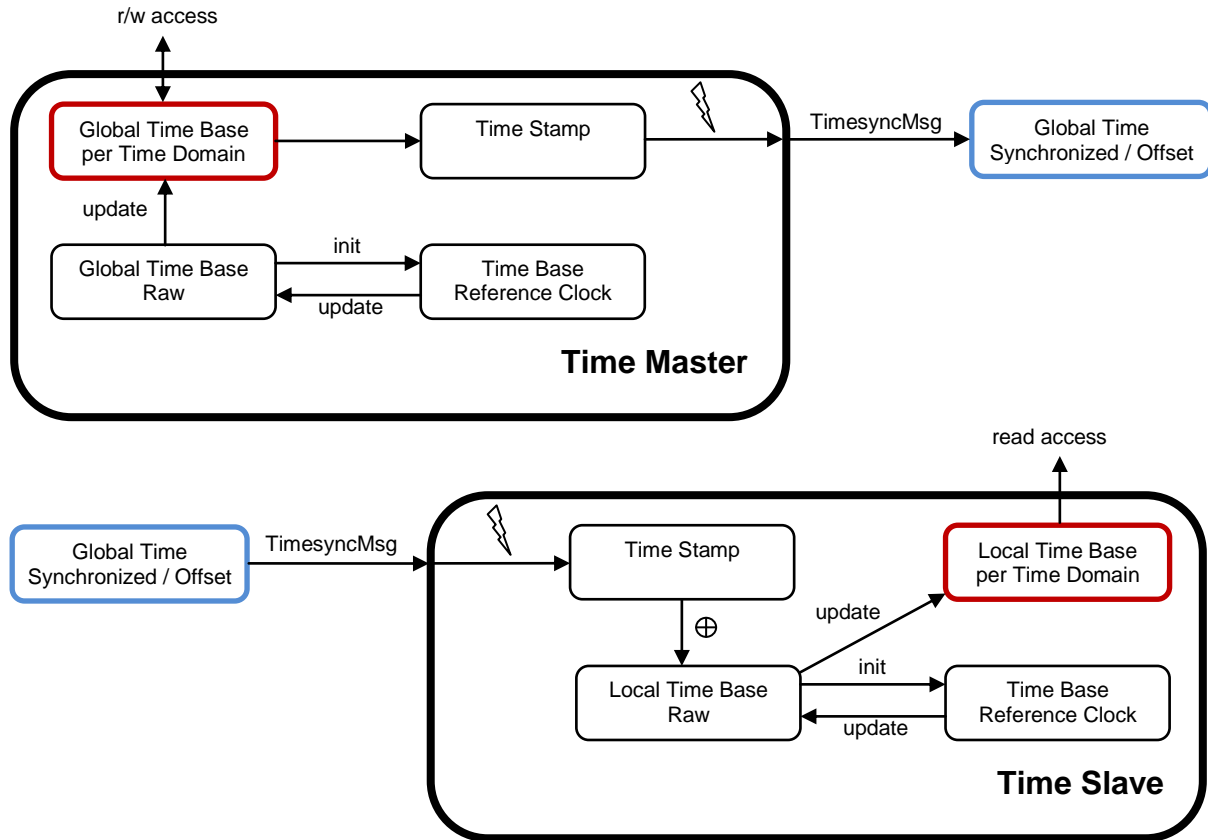 r/w access
Global Time Base
per Time Domain
Time Stamp
TimesyncMsg
Global Time
Synchronized / Offset
update
Global Time Base
Raw
init
update
Time Base
Reference Clock
Time Master
read access
Global Time
Synchronized / Offset
TimesyncMsg
Time Stamp
Local Time Base
per Time Domain
update
Local Time Base
Raw
init
update
Time Base
Reference Clock
Time Slave